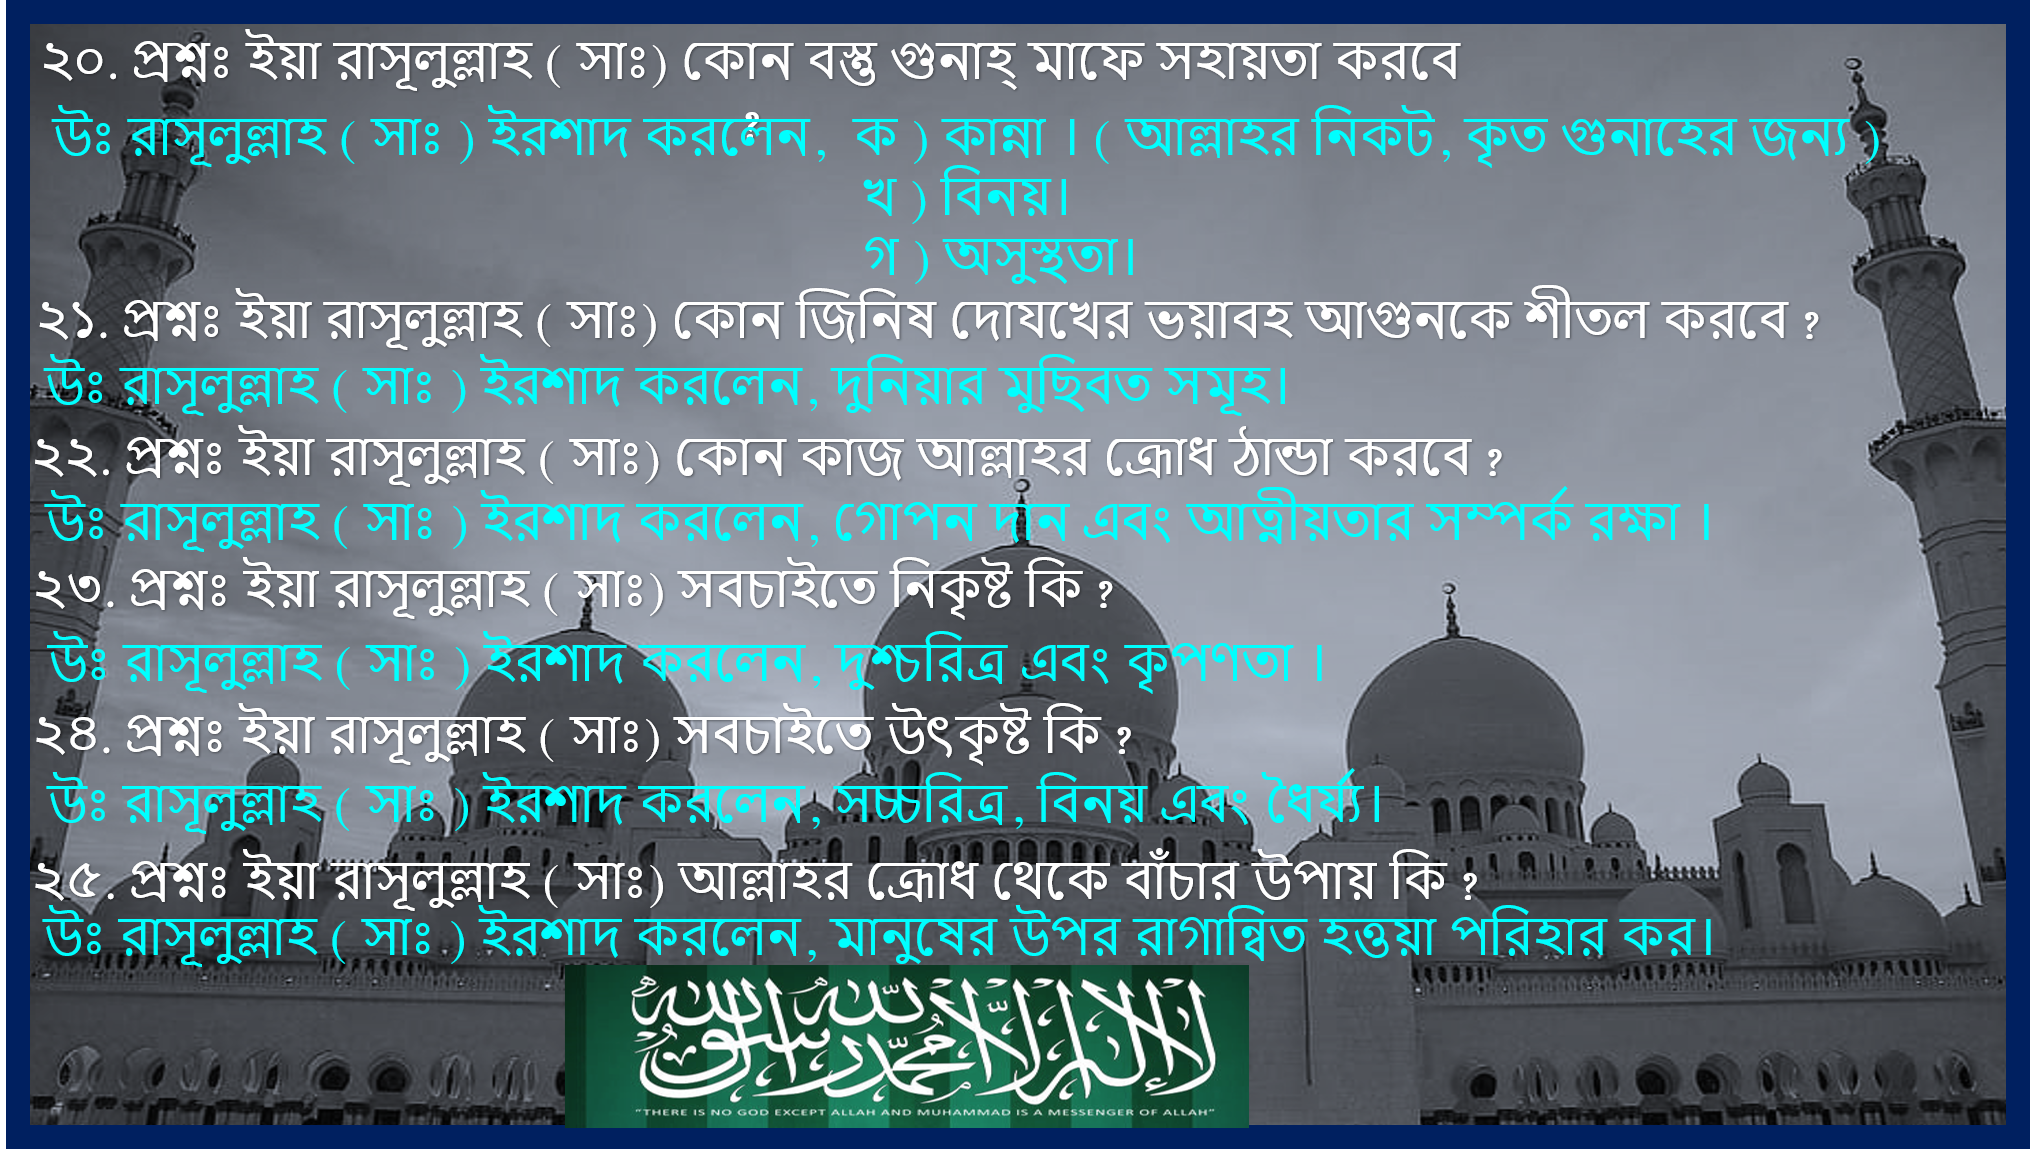 ২০. প্রশ্নঃ ইয়া রাসূলুল্লাহ ( সাঃ) কোন বস্তু গুনাহ্ মাফে সহায়তা করবে
?
উঃ রাসূলুল্লাহ ( সাঃ ) ইরশাদ করলেন, ক ) কান্না । ( আল্লাহর নিকট, কৃত গুনাহের জন্য )
খ ) বিনয়।
গ ) অসুস্থতা।
২১. প্রশ্নঃ ইয়া রাসূলুল্লাহ ( সাঃ) কোন জিনিষ দোযখের ভয়াবহ আগুনকে শীতল করবে ?
উঃ রাসূলুল্লাহ ( সাঃ ) ইরশাদ করলেন, দুনিয়ার মুছিবত সমূহ।
২২. প্রশ্নঃ ইয়া রাসূলুল্লাহ ( সাঃ) কোন কাজ আল্লাহর ক্রোধ ঠান্ডা করবে ?
উঃ রাসূলুল্লাহ ( সাঃ ) ইরশাদ করলেন, গোপন দান এবং আত্নীয়তার সম্পর্ক রক্ষা ।
২৩. প্রশ্নঃ ইয়া রাসূলুল্লাহ ( সাঃ) সবচাইতে নিকৃষ্ট কি ?
উঃ রাসূলুল্লাহ ( সাঃ ) ইরশাদ করলেন, দুশ্চরিত্র এবং কৃপণতা ।
২৪. প্রশ্নঃ ইয়া রাসূলুল্লাহ ( সাঃ) সবচাইতে উৎকৃষ্ট কি ?
উঃ রাসূলুল্লাহ ( সাঃ ) ইরশাদ করলেন, সচ্চরিত্র, বিনয় এবং ধৈর্য্য।
২৫. প্রশ্নঃ ইয়া রাসূলুল্লাহ ( সাঃ) আল্লাহর ক্রোধ থেকে বাঁচার উপায় কি ?
উঃ রাসূলুল্লাহ ( সাঃ ) ইরশাদ করলেন, মানুষের উপর রাগান্বিত হওয়া পরিহার কর।
لا إله إلا الله محمد رسول الله
"THERE IS NO GOD EXCEPT ALLAH AND MUHAMMAD IS A MESSENGER OF ALLAH"